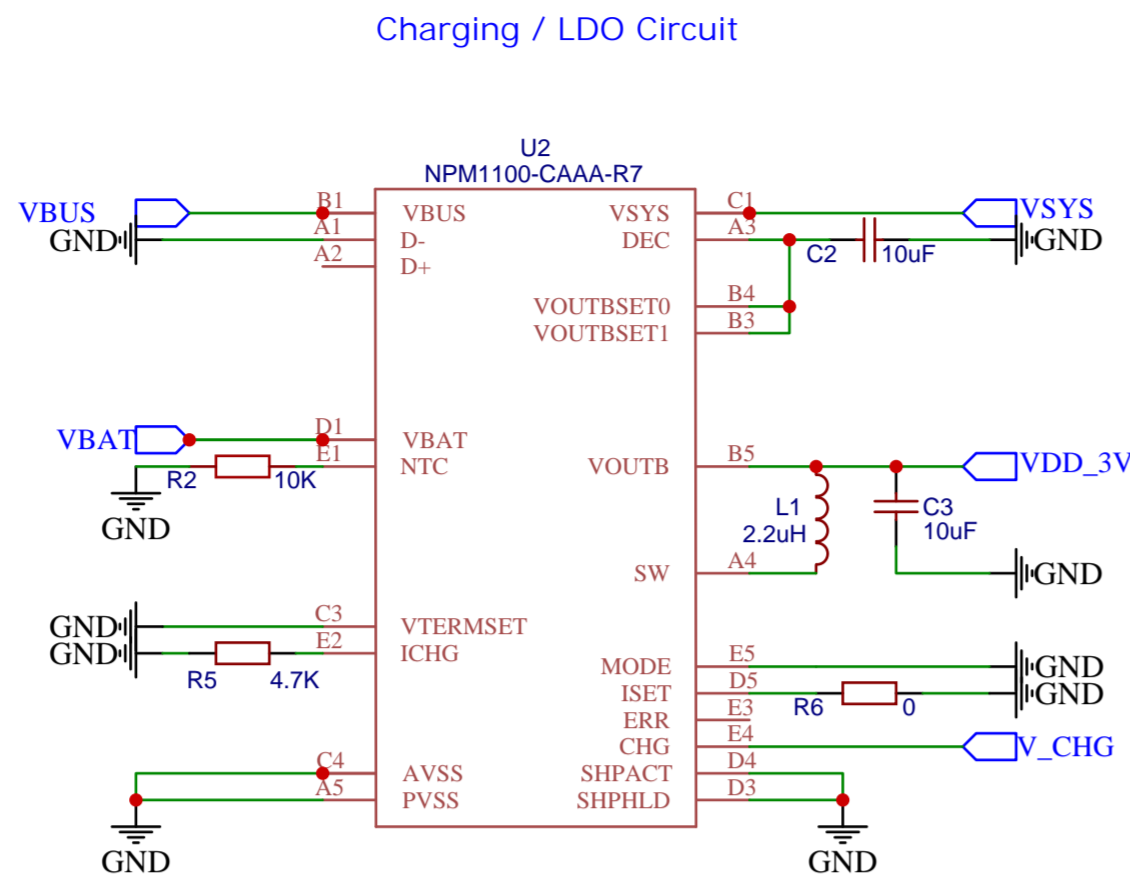 Charging / LDO Circuit
U2
NPM1100-CAAA-R7
VBUS
B1
VBUS
VSYS
C1
VSYS
GND
A1
D-
DEC
A3
C2
10uF
GND
A2
D+
VOUTBSET0
B4
VOUTBSET1
B3
VBAT
D1
VBAT
R2
10K
E1
NTC
GND
VOUTB
B5
VDD_3V
L1
2.2uH
C3
10uF
SW
A4
GND
GND
C3
VTERMSET
GND
R5
4.7K
E2
ICHG
MODE
E5
GND
ISET
D5
R6
0
GND
ERR
E3
CHG
E4
V_CHG
C4
AVSS
SHPACT
D4
A5
PVSS
SHPHLD
D3
GND
GND